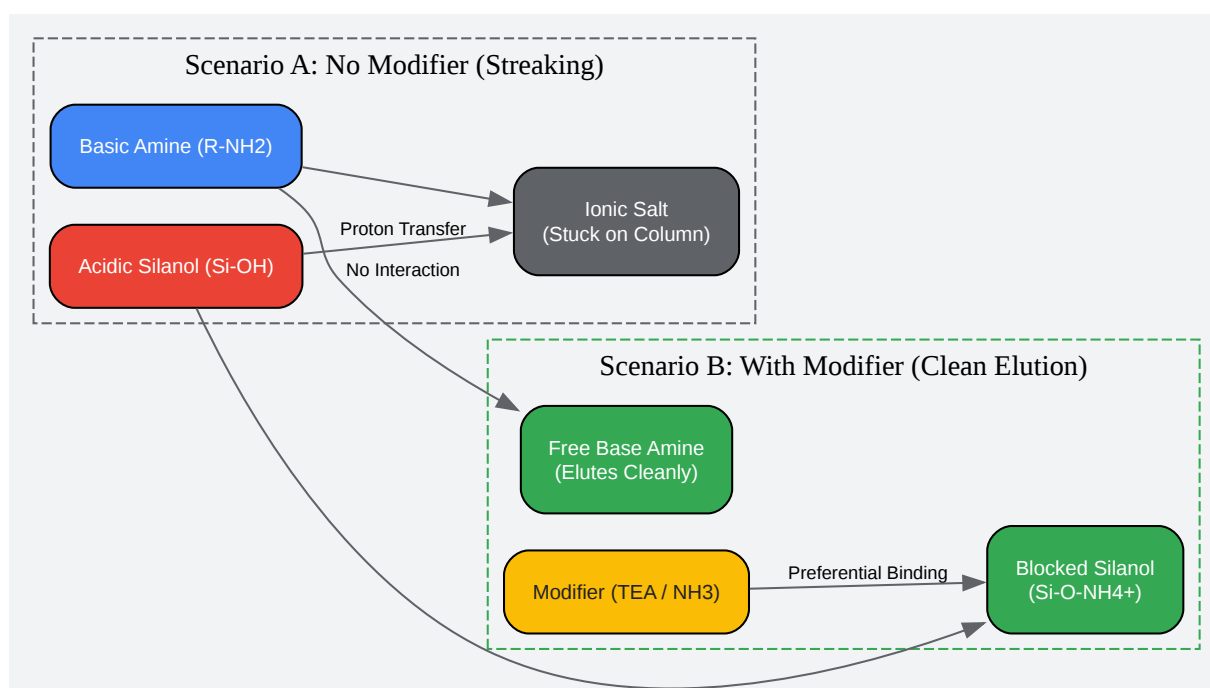 Scenario A: No Modifier (Streaking)
Basic Amine (R-NH2)
Ionic Salt
(Stuck on Column)
Proton Transfer
Acidic Silanol (Si-OH)
No Interaction
Scenario B: With Modifier (Clean Elution)
Free Base Amine
(Elutes Cleanly)
Modifier (TEA / NH3)
Preferential Binding
Blocked Silanol
(Si-O-NH4+)